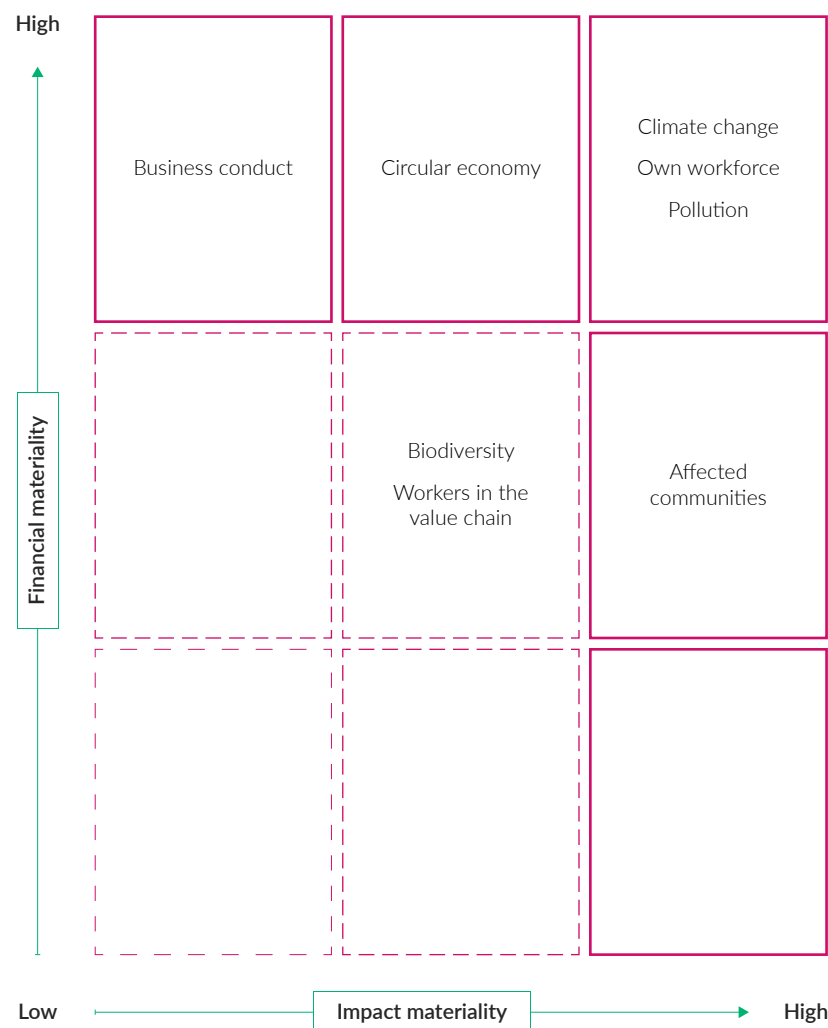 High
Business conduct
Circular economy
Climate change
Own workforce
Pollution
Financial materiality
Biodiversity
Workers in the
value chain
Affected
communities
Low
Impact materiality
High